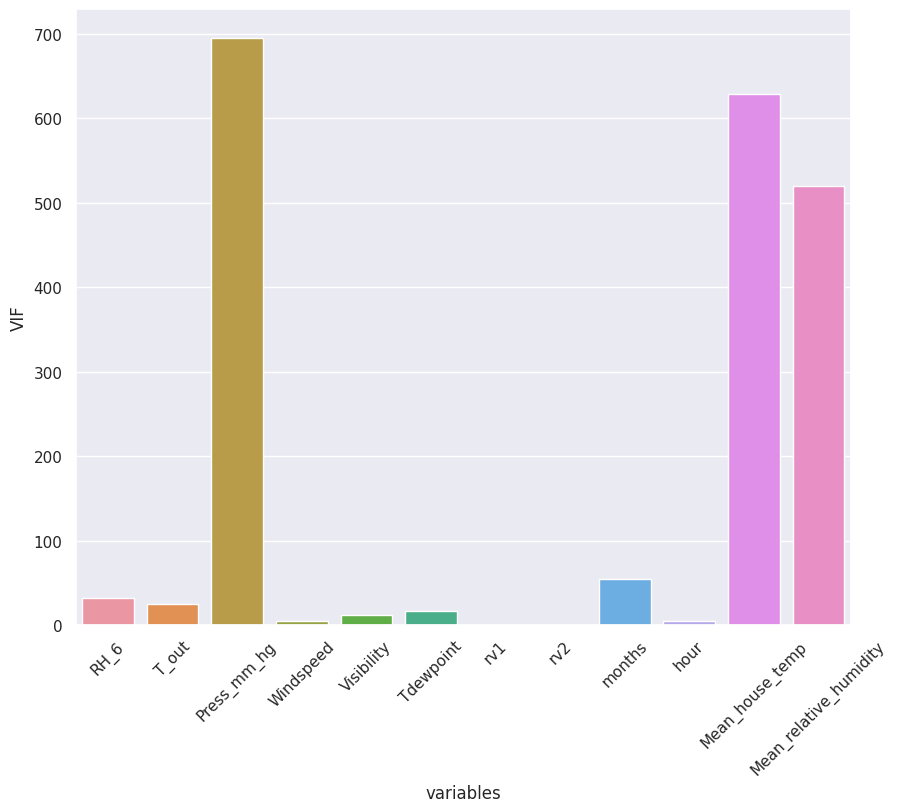 700
600
500
400
300
200
100
0
VIF
RH_6
T_out
Press_mm_hg
Windspeed
Visibility
Tdewpoint
rv1
rv2
months
hour
Mean_house_temp
Mean_relative_humidity
variables